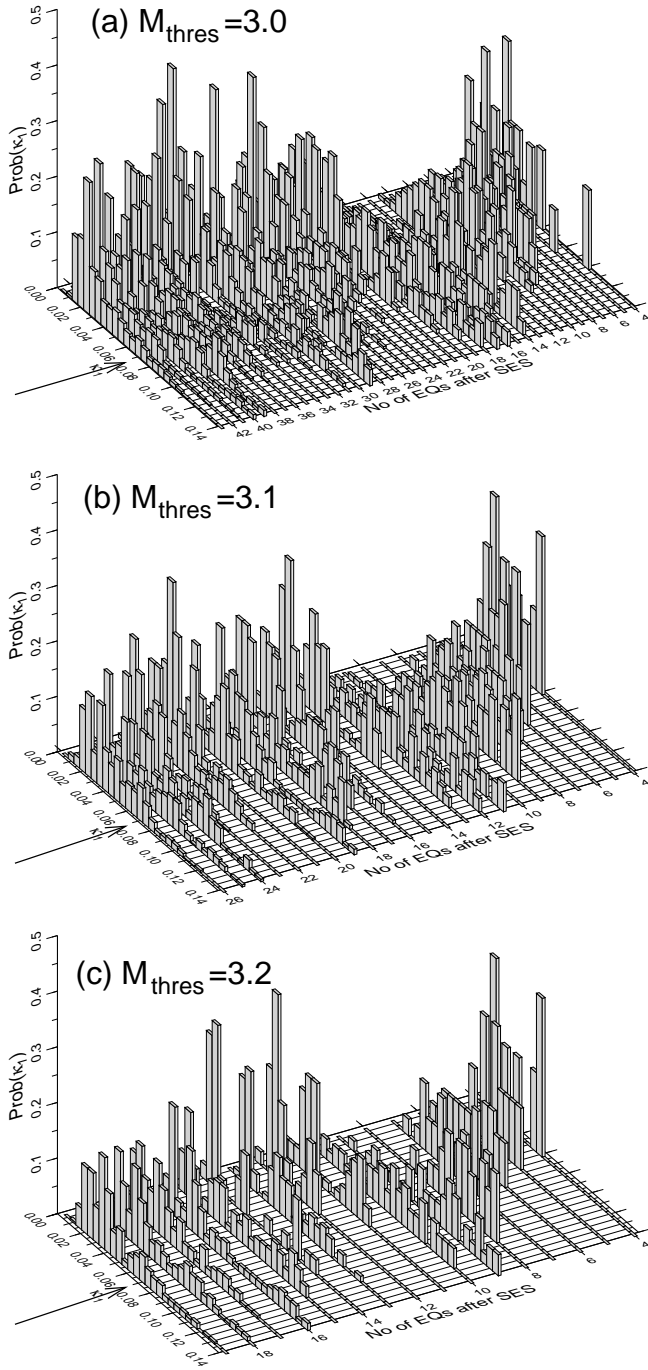 (a) M_thres =3.0
0.5
0.4
0.3
0.2
0.1
Prob(κ₁)
0.00
0.02
0.04
0.06
0.08
0.10
0.12
0.14
κ₁
42 40 38 36 34 32 30 28 26 24 22 20 18 16 14 12 10 8 6 4
No of EQs after SES
(b) M_thres =3.1
0.5
0.4
0.3
0.2
0.1
Prob(κ₁)
0.00
0.02
0.04
0.06
0.08
0.10
0.12
0.14
κ₁
26 24 22 20 18 16 14 12 10 8 6 4
No of EQs after SES
(c) M_thres =3.2
0.5
0.4
0.3
0.2
0.1
Prob(κ₁)
0.00
0.02
0.04
0.06
0.08
0.10
0.12
0.14
κ₁
18 16 14 12 10 8 6 4
No of EQs after SES